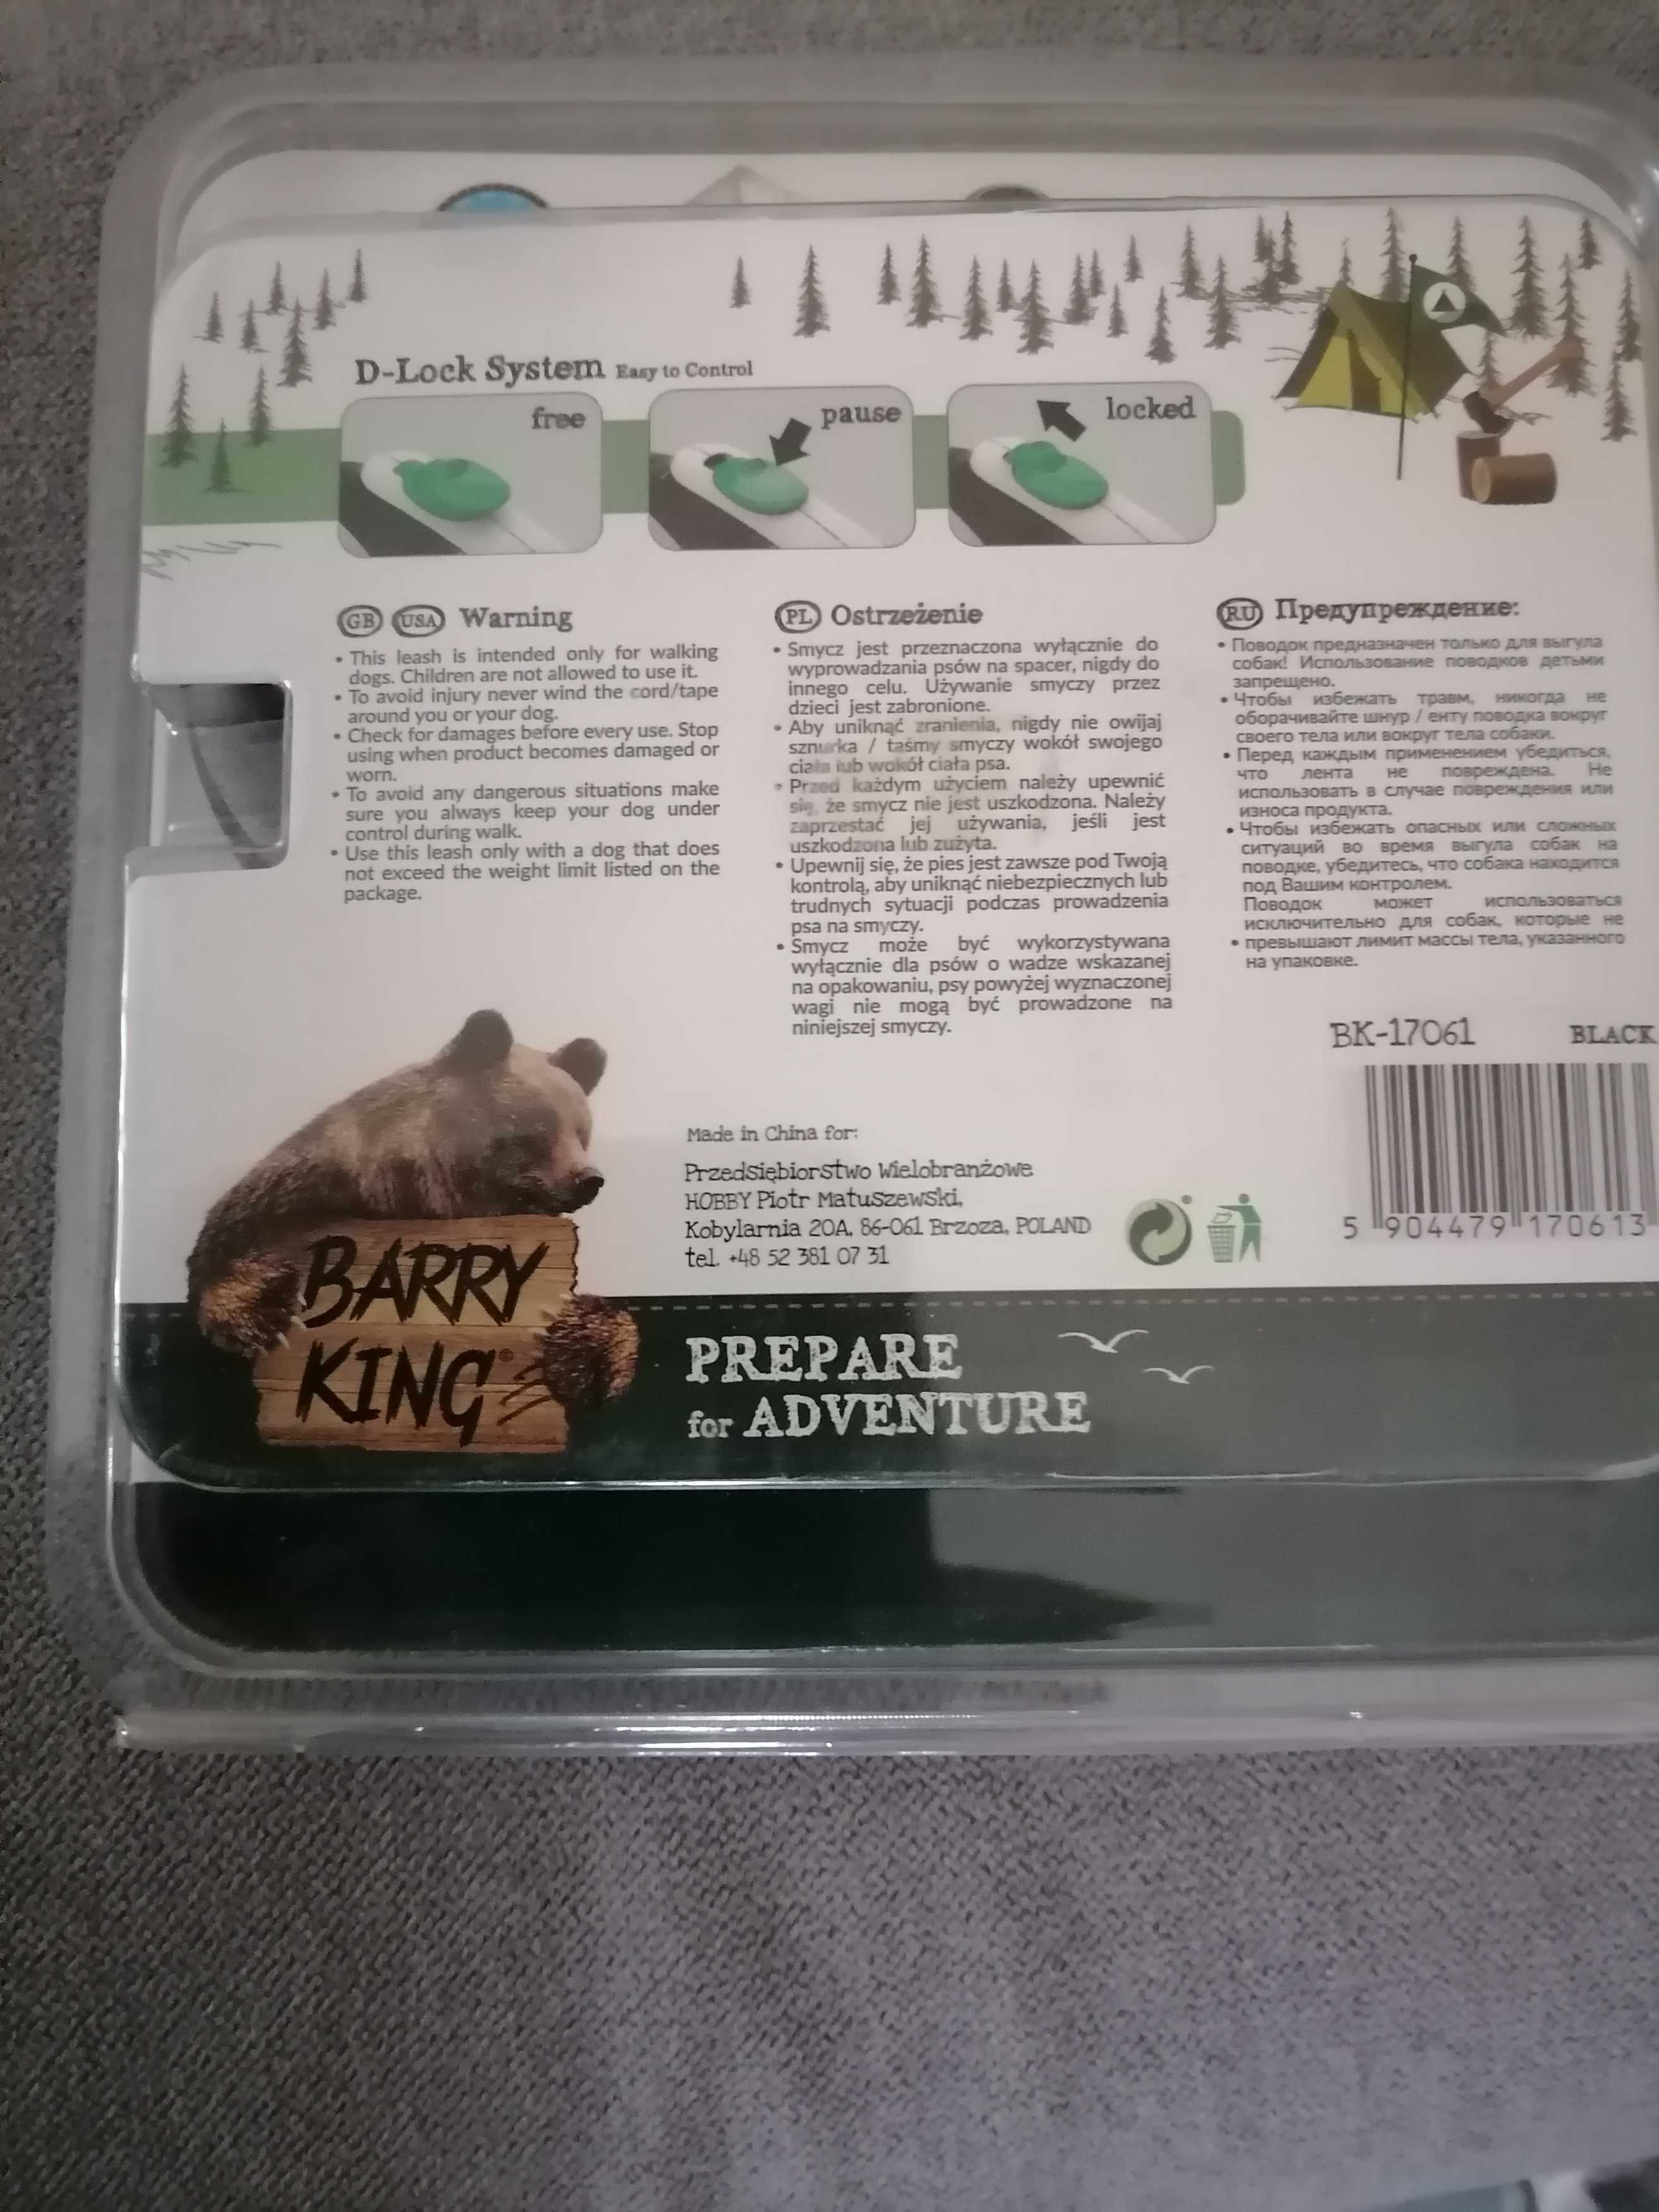 D-Lock System Easy to Control
free
pause
locked
GB USA Warning
• This leash is intended only for walking
dogs. Children are not allowed to use it.
• To avoid injury never wind the cord/tape
around you or your dog.
• Check for damages before every use. Stop
using when product becomes damaged or
worn.
• To avoid any dangerous situations make
sure you always keep your dog under
control during walk.
• Use this leash only with a dog that does
not exceed the weight limit listed on the
package.
PL Ostrzeżenie
• Smycz jest przeznaczona wyłącznie do
wyprowadzania psów na spacer, nigdy do
innego celu. Używanie smyczy przez
dzieci jest zabronione.
• Aby uniknąć zranienia, nigdy nie owijaj
sznurka / taśmy smyczy wokół swojego
ciała lub wokół ciała psa.
• Przed każdym użyciem należy upewnić
się, że smycz nie jest uszkodzona. Należy
zaprzestać jej używania, jeśli jest
uszkodzona lub zużyta.
• Upewnij się, że pies jest zawsze pod Twoją
kontrolą, aby uniknąć niebezpiecznych lub
trudnych sytuacji podczas prowadzenia
psa na smyczy.
• Smycz może być wykorzystywana
wyłącznie dla psów o wadze wskazanej
na opakowaniu, psy powyżej wyznaczonej
wagi nie mogą być prowadzone na
niniejszej smyczy.
RU Предупреждение:
• Поводок предназначен только для выгула
собак! Использование поводков детьми
запрещено.
• Чтобы избежать травм, никогда не
оборачивайте шнур / енту поводка вокруг
своего тела или вокруг тела собаки.
• Перед каждым применением убедиться,
что лента не повреждена. Не
использовать в случае повреждения или
износа продукта.
• Чтобы избежать опасных или сложных
ситуаций во время выгула собак на
поводке, убедитесь, что собака находится
под Вашим контролем.
Поводок может использоваться
исключительно для собак, которые не
• превышают лимит массы тела, указанного
на упаковке.
BK-17061 BLACK
5 904479 170613
Made in China for:
Przedsiębiorstwo Wielobranżowe
HOBBY Piotr Matuszewski,
Kobylarnia 20A, 86-061 Brzoza, POLAND
tel. +48 52 381 07 31
BARRY
KING®
PREPARE
for ADVENTURE